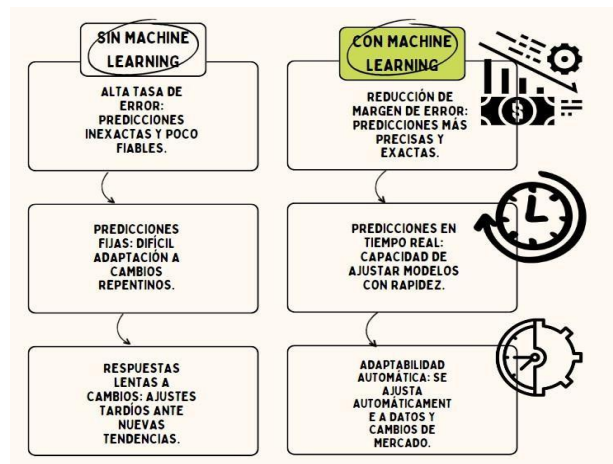 SIN MACHINE
LEARNING
ALTA TASA DE
ERROR:
PREDICCIONES
INEXACTAS Y POCO
FIABLES.
PREDICCIONES
FIJAS: DIFÍCIL
ADAPTACIÓN A
CAMBIOS
REPENTINOS.
RESPUESTAS
LENTAS A
CAMBIOS: AJUSTES
TARDÍOS ANTE
NUEVAS
TENDENCIAS.
CON MACHINE
LEARNING
REDUCCIÓN DE
MARGEN DE ERROR:
PREDICCIONES MÁS
PRECISAS Y
EXACTAS.
$
PREDICCIONES EN
TIEMPO REAL:
CAPACIDAD DE
AJUSTAR MODELOS
CON RAPIDEZ.
ADAPTABILIDAD
AUTOMÁTICA: SE
AJUSTA
AUTOMÁTICAMENT
E A DATOS Y
CAMBIOS DE
MERCADO.